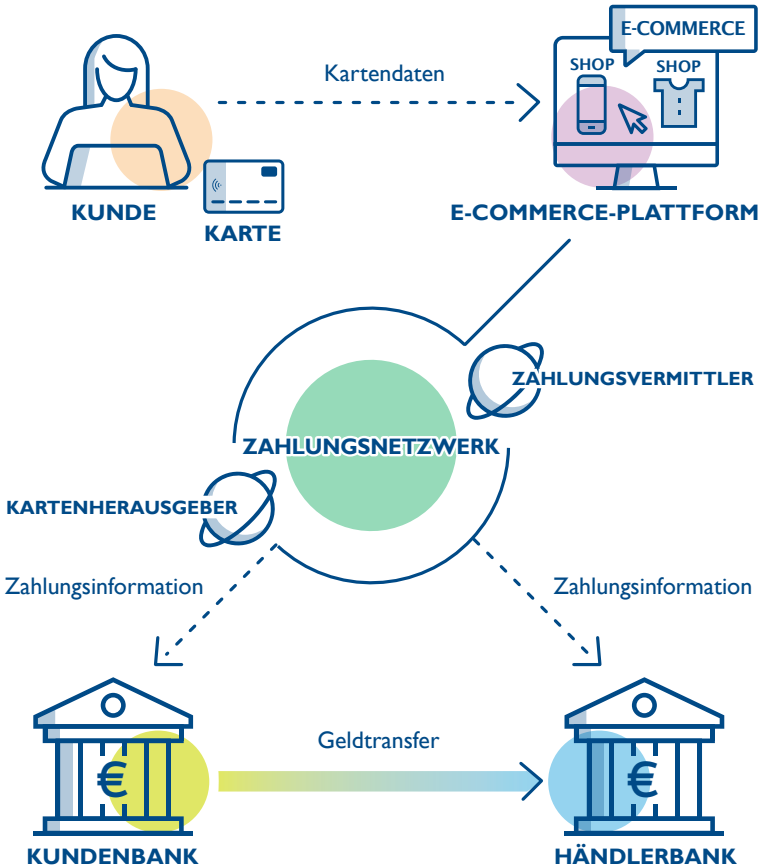 E-COMMERCE
SHOP
SHOP
Kartendaten
KUNDE
KARTE
E-COMMERCE-PLATTFORM
ZAHLUNGSVERMITTLER
ZAHLUNGSNETZWERK
KARTENHERAUSGEBER
Zahlungsinformation
Zahlungsinformation
Geldtransfer
€
€
KUNDENBANK
HÄNDLERBANK